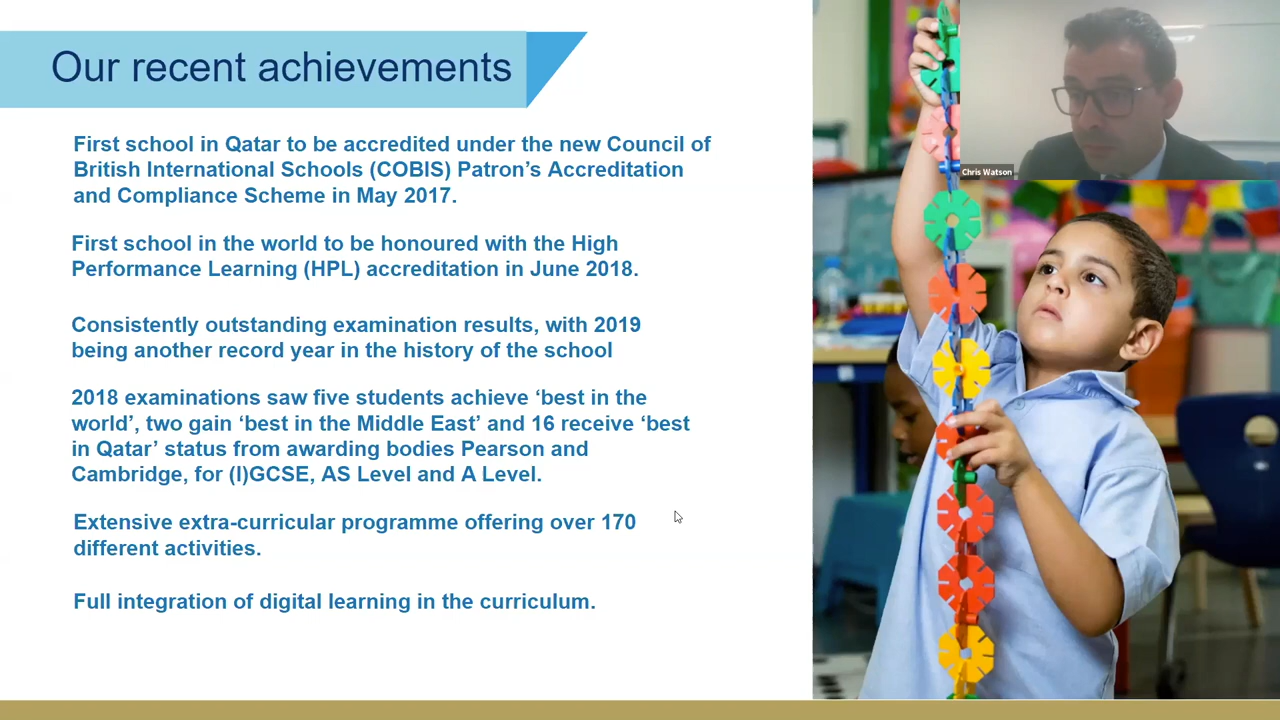 Our recent achievements
First school in Qatar to be accredited under the new Council of
British International Schools (COBIS) Patron's Accreditation
and Compliance Scheme in May 2017.
First school in the world to be honoured with the High
Performance Learning (HPL) accreditation in June 2018.
Consistently outstanding examination results, with 2019
being another record year in the history of the school
2018 examinations saw five students achieve ‘best in the
world’, two gain ‘best in the Middle East’ and 16 receive ‘best
in Qatar’ status from awarding bodies Pearson and
Cambridge, for (I)GCSE, AS Level and A Level.
Extensive extra-curricular programme offering over 170
different activities.
Full integration of digital learning in the curriculum.
Chris Watson